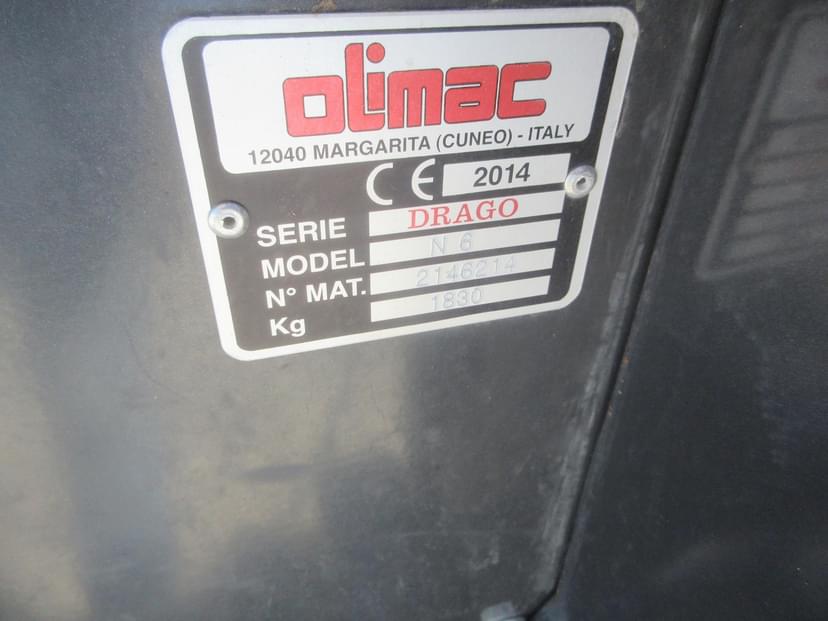 olimac
12040 MARGARITA (CUNEO) - ITALY
CE 2014
SERIE DRAGO
MODEL N 6
N° MAT. 2146214
Kg 1830